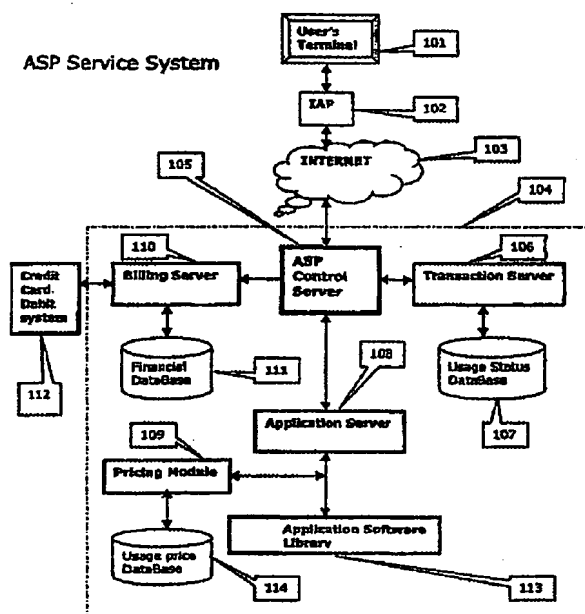 User's
Terminal
101
ASP Service System
IAP
102
INTERNET
103
105
104
110
106
Credit
Card.
Debit
system
Billing Server
ASP
Control
Server
Transaction Server
112
Financial
DataBase
111
108
Usage Status
DataBase
107
109
Application Server
Pricing Module
Application Software
Library
Usage price
DataBase
114
113